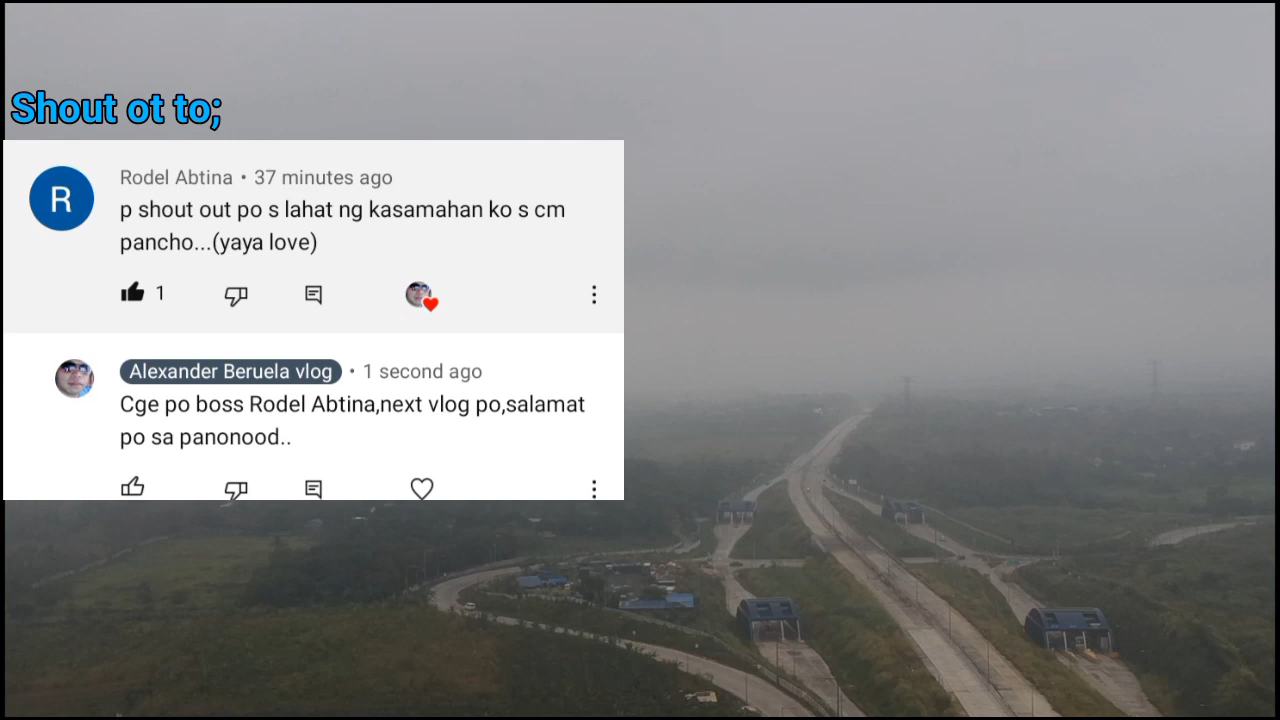 Shout ot to;
Rodel Abtina • 37 minutes ago
p shout out po s lahat ng kasamahan ko s cm
pancho...(yaya love)
1
Alexander Beruela vlog • 1 second ago
Cge po boss Rodel Abtina,next vlog po,salamat
po sa panonood..